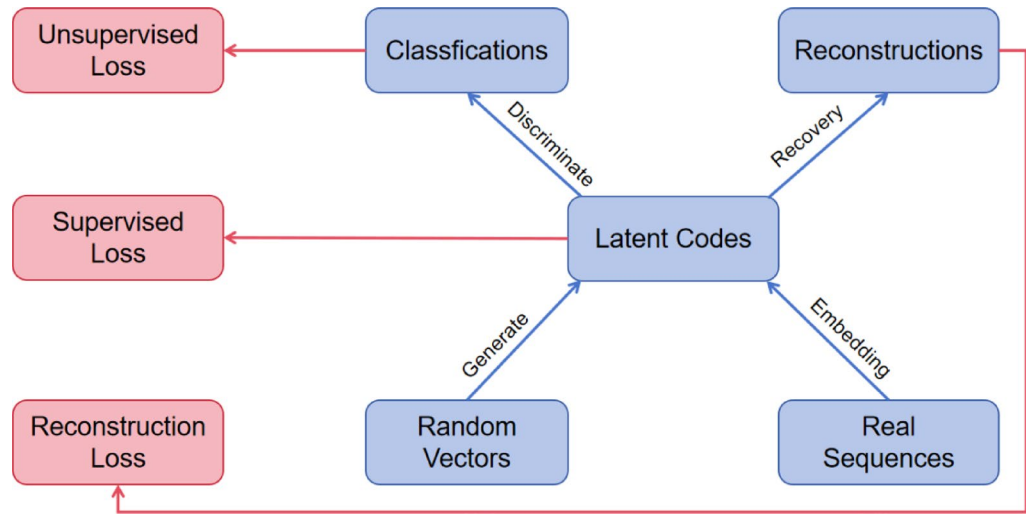 Unsupervised
Loss
Classfications
Reconstructions
Discriminate
Recovery
Supervised
Loss
Latent Codes
Generate
Embedding
Reconstruction
Loss
Random
Vectors
Real
Sequences